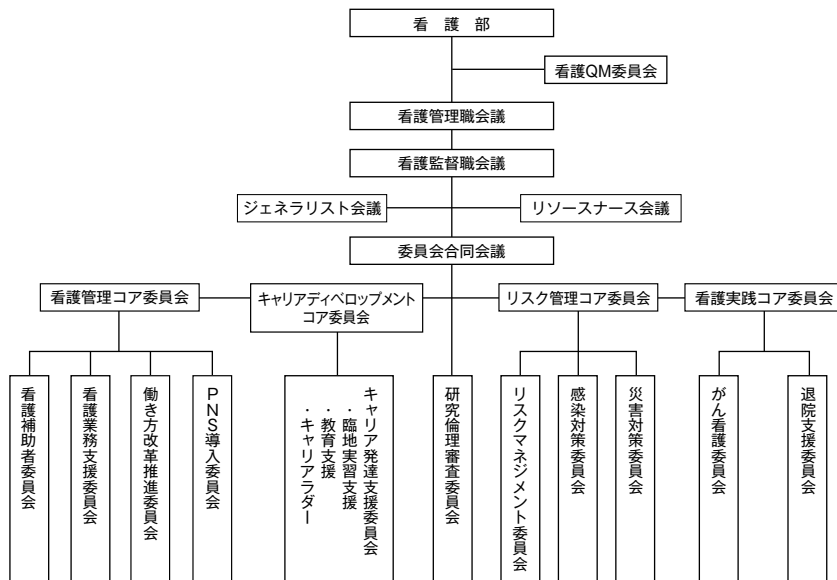 看護部
看護QM委員会
看護管理職会議
看護監督職会議
ジェネラリスト会議
リソースナース会議
委員会合同会議
看護管理コア委員会
キャリアディベロップメント
コア委員会
リスク管理コア委員会
看護実践コア委員会
看護補助者委員会
看護業務支援委員会
働き方改革推進委員会
PNS導入委員会
キャリア発達支援委員会
・臨地実習支援
・教育支援
・キャリアラダー
研究倫理審査委員会
リスクマネジメント委員会
感染対策委員会
災害対策委員会
がん看護委員会
退院支援委員会